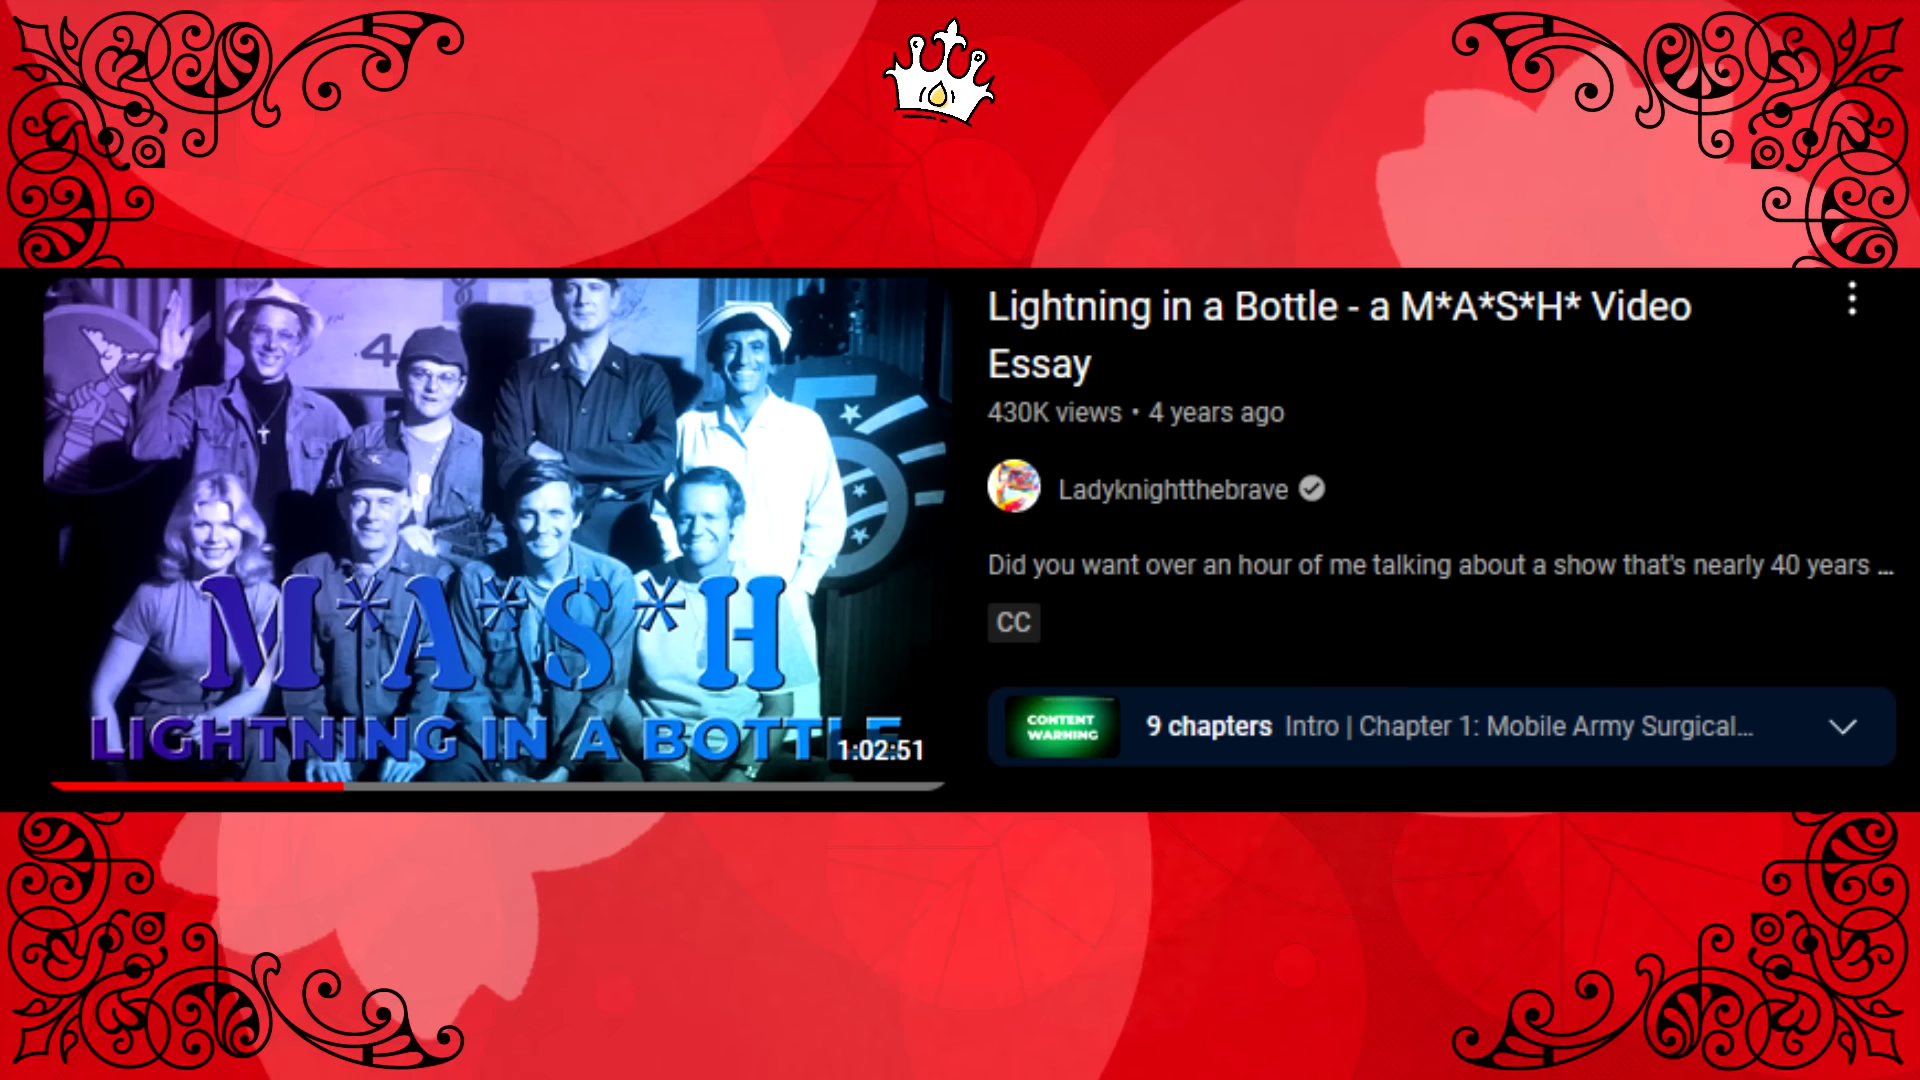 4
M*A*S*H
LIGHTNING IN A BOTTLE
1:02:51
Lightning in a Bottle - a M*A*S*H* Video
Essay
430K views • 4 years ago
Ladyknightthebrave
Did you want over an hour of me talking about a show that's nearly 40 years ...
CC
CONTENT
WARNING
9 chapters Intro | Chapter 1: Mobile Army Surgical...